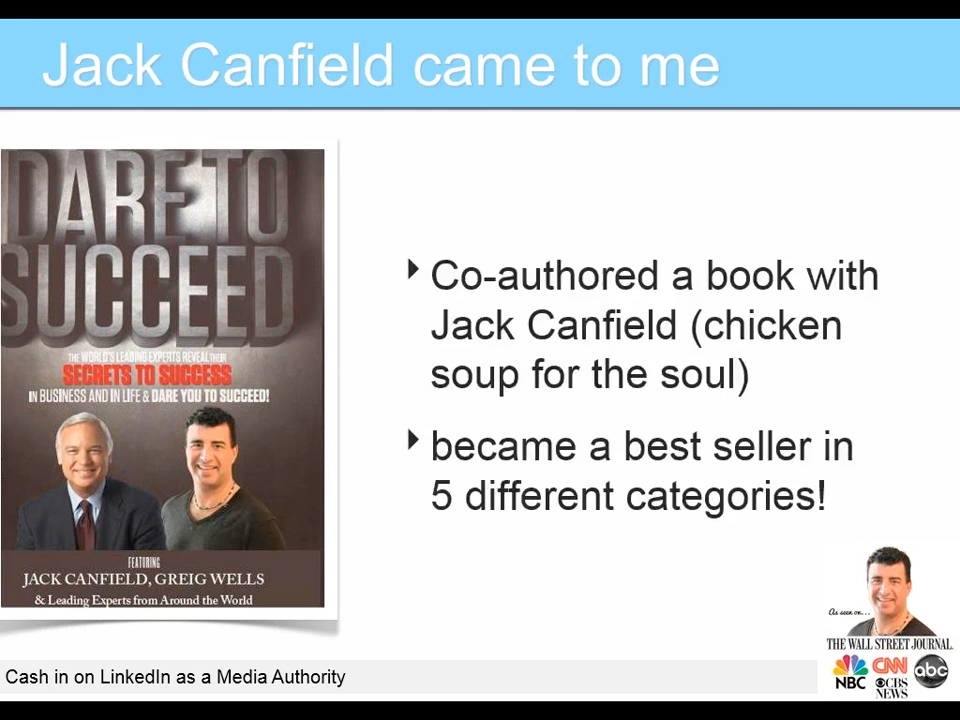 Jack Canfield came to me
DARE TO
SUCCEED
THE WORLD'S LEADING EXPERTS REVEAL THEIR
SECRETS TO SUCCESS
IN BUSINESS AND IN LIFE & DARE YOU TO SUCCEED!
FEATURING
JACK CANFIELD, GREIG WELLS
& Leading Experts from Around the World
Co-authored a book with
Jack Canfield (chicken
soup for the soul)
became a best seller in
5 different categories!
As seen on...
THE WALL STREET JOURNAL.
NBC
CNN
CBS
NEWS
abc
Cash in on LinkedIn as a Media Authority